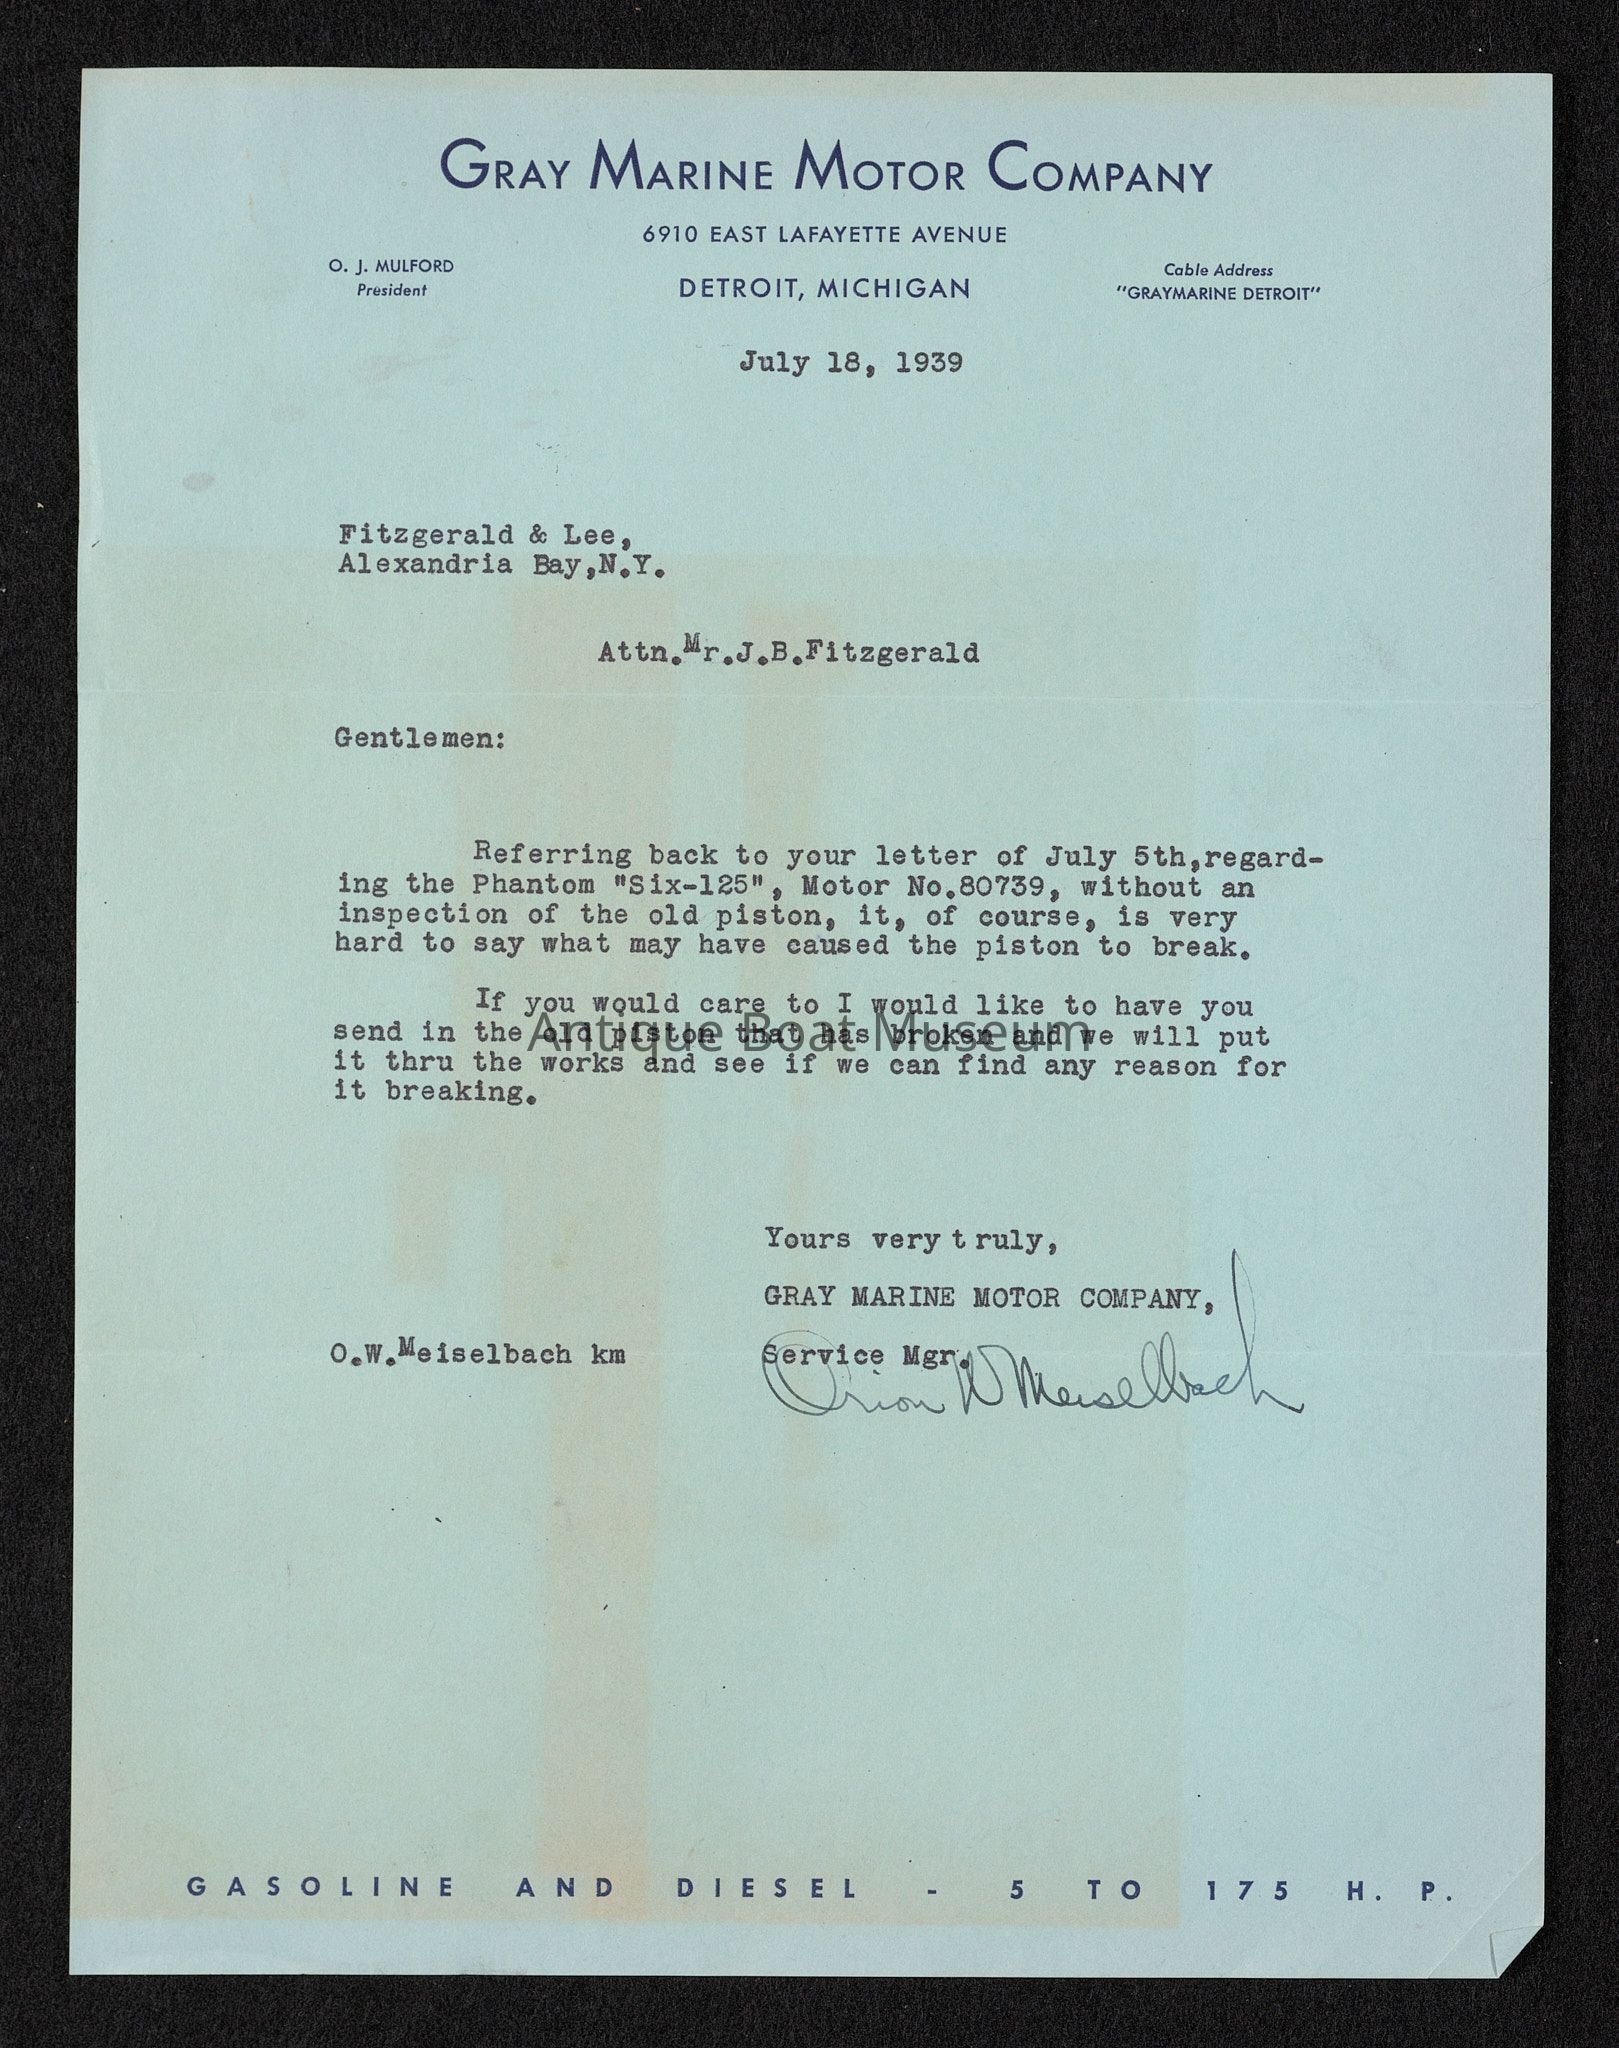 GRAY MARINE MOTOR COMPANY
6910 EAST LAFAYETTE AVENUE
O. J. MULFORD
President
DETROIT, MICHIGAN
Cable Address
"GRAYMARINE DETROIT"
July 18, 1939
Fitzgerald & Lee,
Alexandria Bay,N.Y.
Attn.Mr.J.B.Fitzgerald
Gentlemen:
Referring back to your letter of July 5th,regard-
ing the Phantom "Six-125", Motor No.80739, without an
inspection of the old piston, it, of course, is very
hard to say what may have caused the piston to break.
If you would care to I would like to have you
send in the old piston that has broken and we will put
it thru the works and see if we can find any reason for
it breaking.
Antique Boat Museum
Yours very truly,
GRAY MARINE MOTOR COMPANY,
O.W.Meiselbach km
Service Mgr.
Orion W Meiselbach
GASOLINE AND DIESEL - 5 TO 175 H. P.